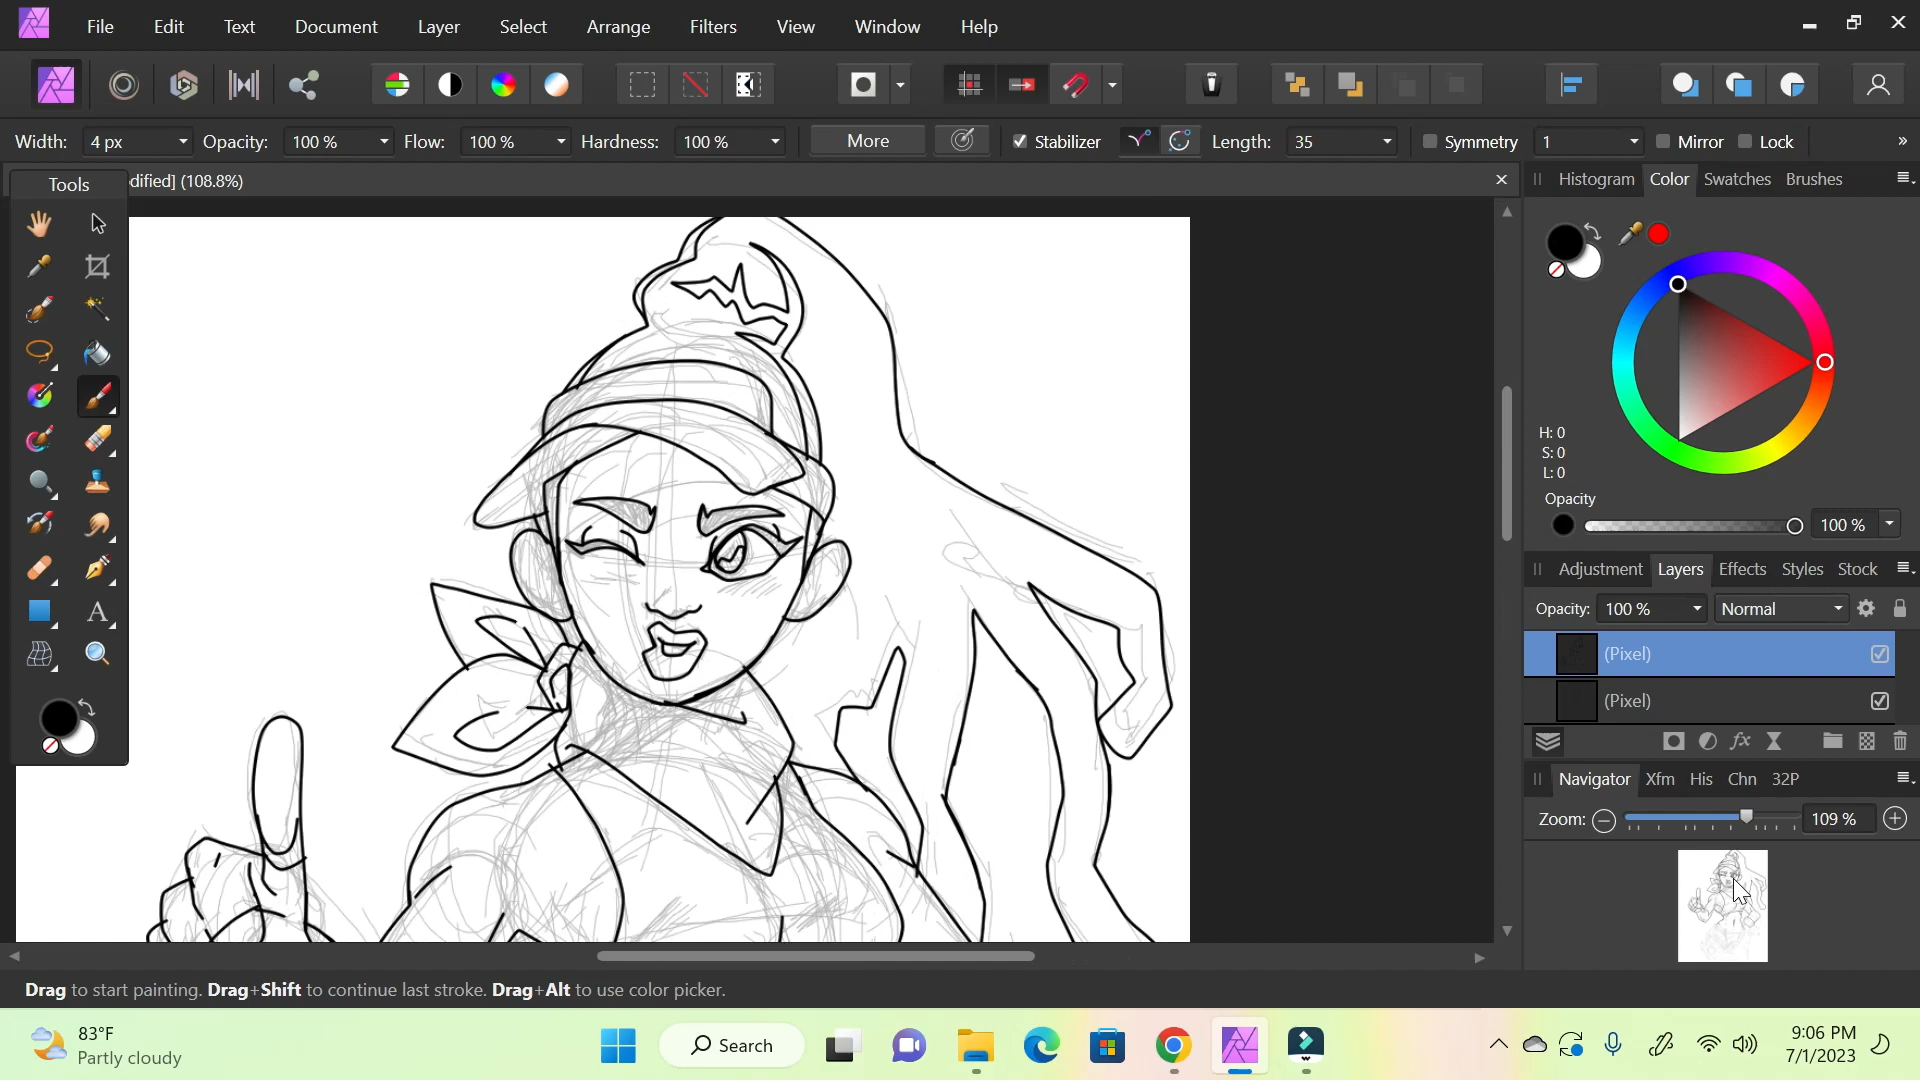 File Edit Text Document Layer Select Arrange Filters View Window Help
Width: 4 px Opacity: 100 % Flow: 100 % Hardness: 100 % More Stabilizer Length: 35 Symmetry 1 Mirror Lock »
Tools
dified] (108.8%)
Histogram Color Swatches Brushes
H: 0
S: 0
L: 0
Opacity
100 %
Adjustment Layers Effects Styles Stock
Opacity: 100 % Normal
(Pixel)
(Pixel)
Navigator Xfm His Chn 32P
Zoom: 109 %
Drag to start painting. Drag+Shift to continue last stroke. Drag+Alt to use color picker.
83°F
Partly cloudy
Search
9:06 PM
7/1/2023